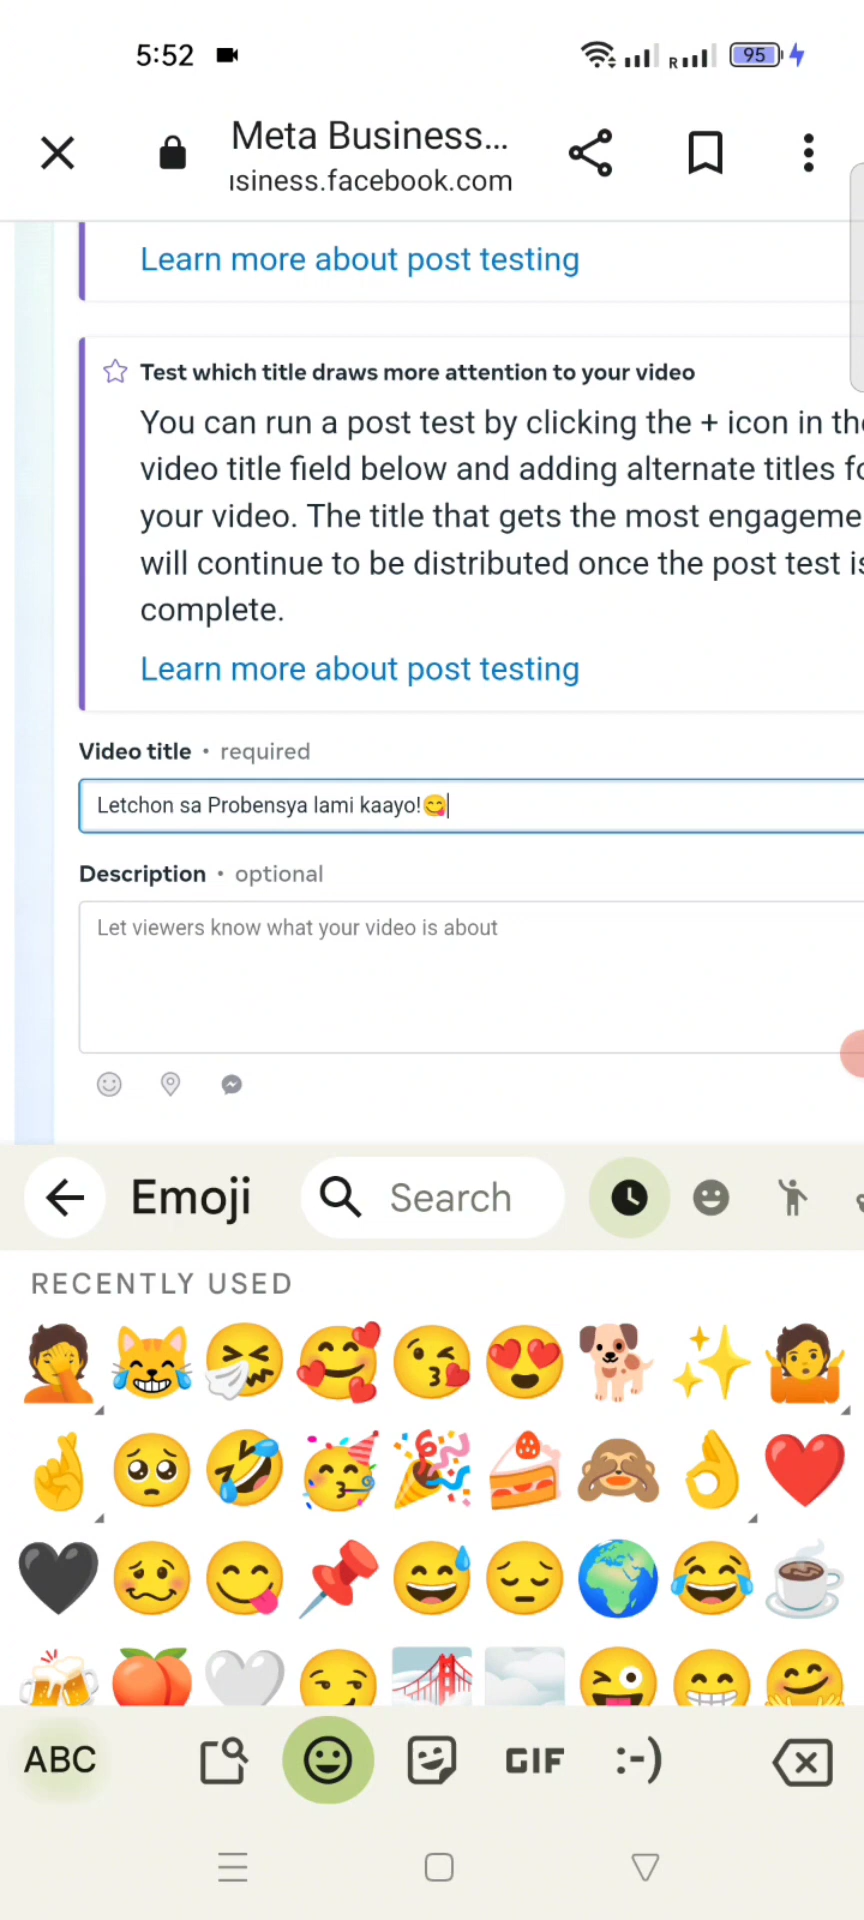 5:52
R
95
Meta Business...
usiness.facebook.com
Learn more about post testing
Test which title draws more attention to your video
You can run a post test by clicking the + icon in the
video title field below and adding alternate titles fo
your video. The title that gets the most engageme
will continue to be distributed once the post test is
complete.
Learn more about post testing
Video title • required
Letchon sa Probensya lami kaayo!😋
Description • optional
Let viewers know what your video is about
Emoji
Search
RECENTLY USED
ABC
GIF
:-)